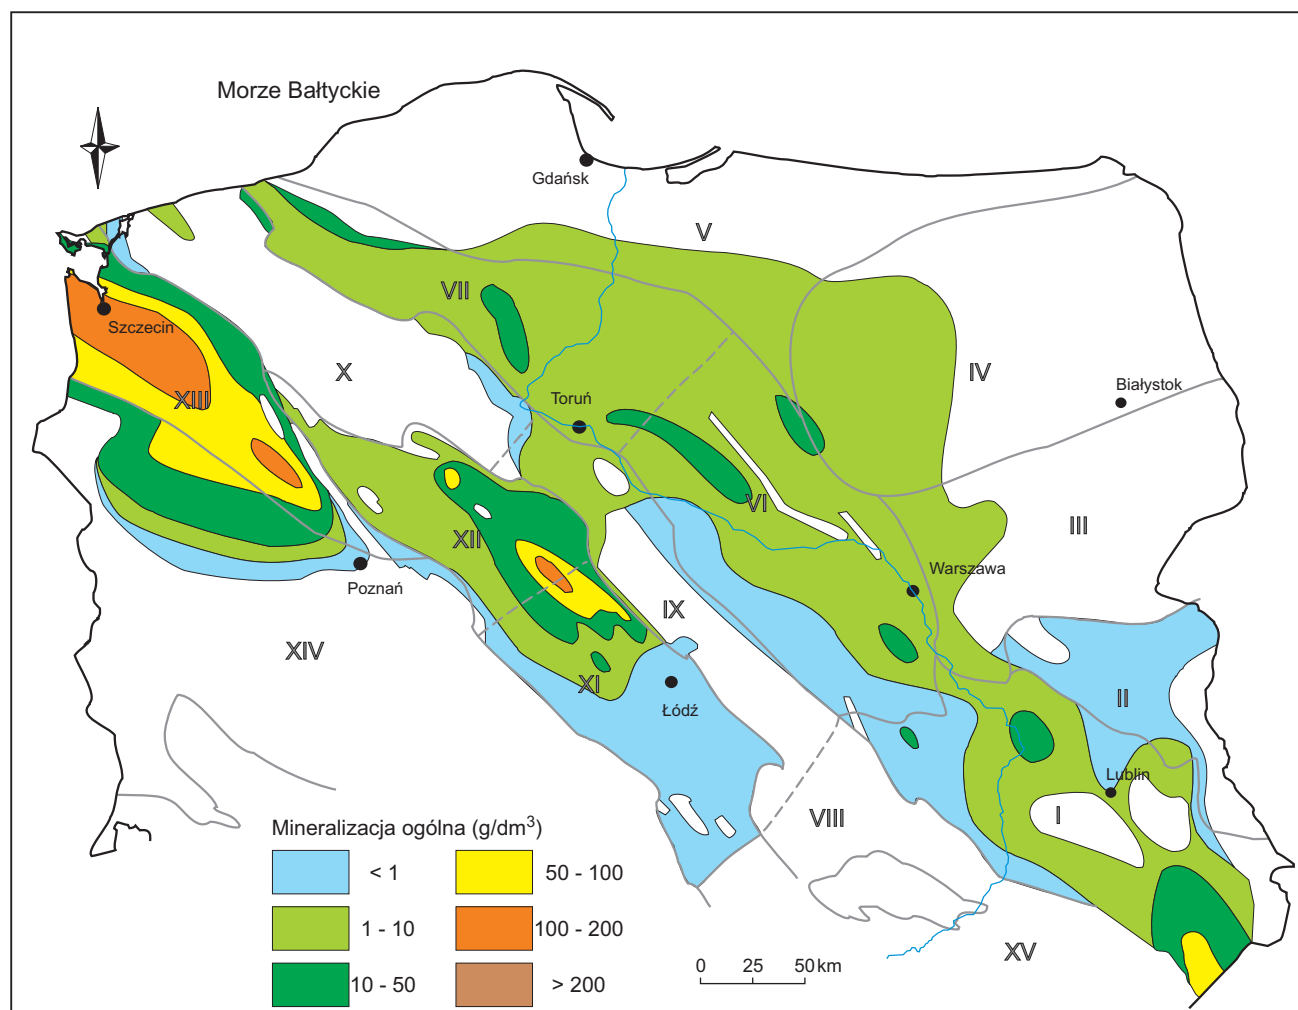 Morze Bałtyckie
Gdańsk
V
VII
Szczecin
X
IV
Białystok
XIII
Toruń
VI
III
XII
Warszawa
Poznań
IX
XIV
XI
II
Łódź
Lublin
VIII
I
Mineralizacja ogólna (g/dm³)
< 1
50 - 100
1 - 10
100 - 200
10 - 50
> 200
XV
0 25 50 km